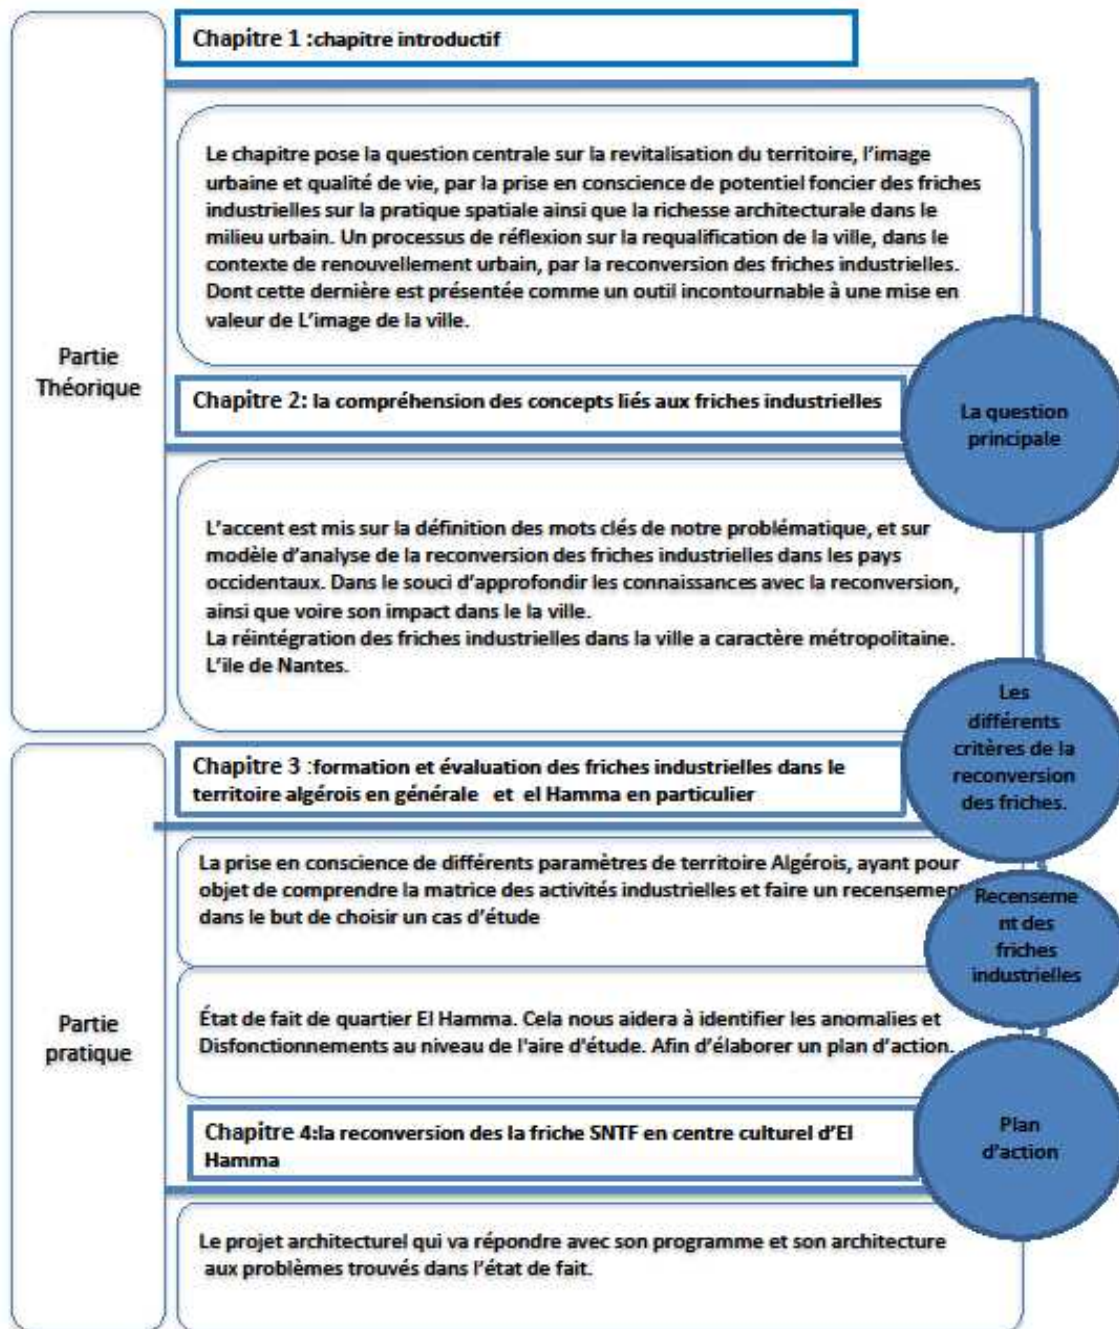 Partie
Théorique
Chapitre 1 :chapitre introductif
Le chapitre pose la question centrale sur la revitalisation du territoire, l'image
urbaine et qualité de vie, par la prise en conscience de potentiel foncier des friches
industrielles sur la pratique spatiale ainsi que la richesse architecturale dans le
milieu urbain. Un processus de réflexion sur la requalification de la ville, dans le
contexte de renouvellement urbain, par la reconversion des friches industrielles.
Dont cette dernière est présentée comme un outil incontournable à une mise en
valeur de L'image de la ville.
La question
principale
Chapitre 2: la compréhension des concepts liés aux friches industrielles
L'accent est mis sur la définition des mots clés de notre problématique, et sur
modèle d'analyse de la reconversion des friches industrielles dans les pays
occidentaux. Dans le souci d'approfondir les connaissances avec la reconversion,
ainsi que voire son impact dans le la ville.
La réintégration des friches industrielles dans la ville a caractère métropolitaine.
L'ile de Nantes.
Les
différents
critères de la
reconversion
des friches.
Partie
pratique
Chapitre 3 :formation et évaluation des friches industrielles dans le
territoire algérois en générale et el Hamma en particulier
La prise en conscience de différents paramètres de territoire Algérois, ayant pour
objet de comprendre la matrice des activités industrielles et faire un recensement
dans le but de choisir un cas d'étude
Recenseme
nt des
friches
industrielles
État de fait de quartier El Hamma. Cela nous aidera à identifier les anomalies et
Disfonctionnements au niveau de l'aire d'étude. Afin d'élaborer un plan d'action.
Plan
d'action
Chapitre 4:la reconversion des la friche SNTF en centre culturel d'El
Hamma
Le projet architecturel qui va répondre avec son programme et son architecture
aux problèmes trouvés dans l'état de fait.